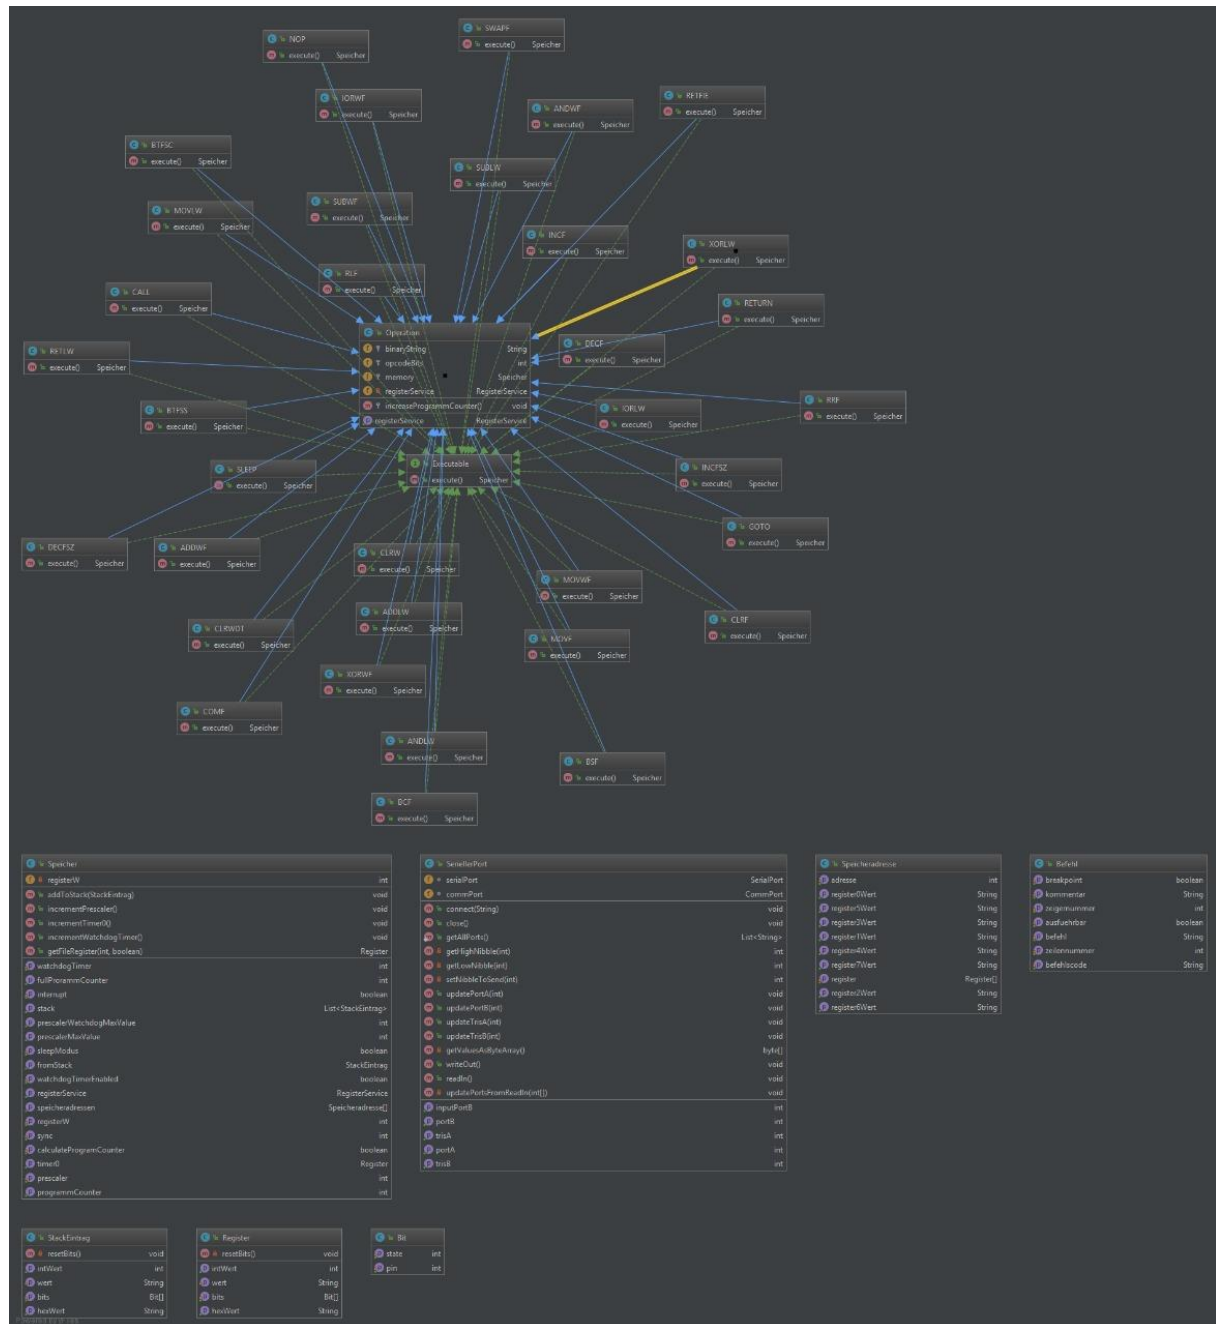 SWAPF
execute() Speicher
NOP
execute() Speicher
IORWF
execute() Speicher
ANDWF
execute() Speicher
RETFIE
execute() Speicher
BTFSC
execute() Speicher
SUBLW
execute() Speicher
MOVLW
execute() Speicher
SUBWF
execute() Speicher
INCF
execute() Speicher
XORLW
execute() Speicher
RLF
execute() Speicher
CALL
execute() Speicher
RETURN
execute() Speicher
Operation
binaryString String
opcodeBits int
memory Speicher
registerService RegisterService
increaseProgrammCounter() void
registerService RegisterService
DECF
execute() Speicher
RETLW
execute() Speicher
RRF
execute() Speicher
BTFSS
execute() Speicher
IORLW
execute() Speicher
Executable
execute() Speicher
SLEEP
execute() Speicher
INCFSZ
execute() Speicher
GOTO
execute() Speicher
DECFSZ
execute() Speicher
ADDWF
execute() Speicher
CLRW
execute() Speicher
MOVWF
execute() Speicher
ADDLW
execute() Speicher
CLRWDT
execute() Speicher
MOVF
execute() Speicher
CLRF
execute() Speicher
XORWF
execute() Speicher
COMF
execute() Speicher
ANDLW
execute() Speicher
BSF
execute() Speicher
BCF
execute() Speicher
Speicher
registerW int
addToStack(StackEintrag) void
incrementPrescaler() void
incrementTimer0() void
incrementWatchdogTimer() void
getFileRegister(int, boolean) Register
watchdogTimer int
fullProrammCounter int
interrupt boolean
stack List<StackEintrag>
prescalerWatchdogMaxValue int
prescalerMaxValue int
sleepModus boolean
fromStack StackEintrag
watchdogTimerEnabled boolean
registerService RegisterService
speicheradressen Speicheradresse[]
registerW int
sync int
calculateProgramCounter boolean
timer0 Register
prescaler int
programmCounter int
SeriellerPort
serialPort SerialPort
commPort CommPort
connect(String) void
close() void
getAllPorts() List<String>
getHighNibble(int) int
getLowNibble(int) int
setNibbleToSend(int) int
updatePortA(int) void
updatePortB(int) void
updateTrisA(int) void
updateTrisB(int) void
getValuesAsByteArray() byte[]
writeOut() void
readIn() void
updatePortsFromReadIn(int[]) void
inputPortB int
portB int
trisA int
portA int
trisB int
Speicheradresse
adresse int
register0Wert String
register5Wert String
register3Wert String
register1Wert String
register4Wert String
register7Wert String
register Register[]
register2Wert String
register6Wert String
Befehl
breakpoint boolean
kommentar String
zeigernummer int
ausfuehrbar boolean
befehl String
zeilennummer int
befehlscode String
StackEintrag
resetBits() void
intWert int
wert String
bits Bit[]
hexWert String
Register
resetBits() void
intWert int
wert String
bits Bit[]
hexWert String
Bit
state int
pin int